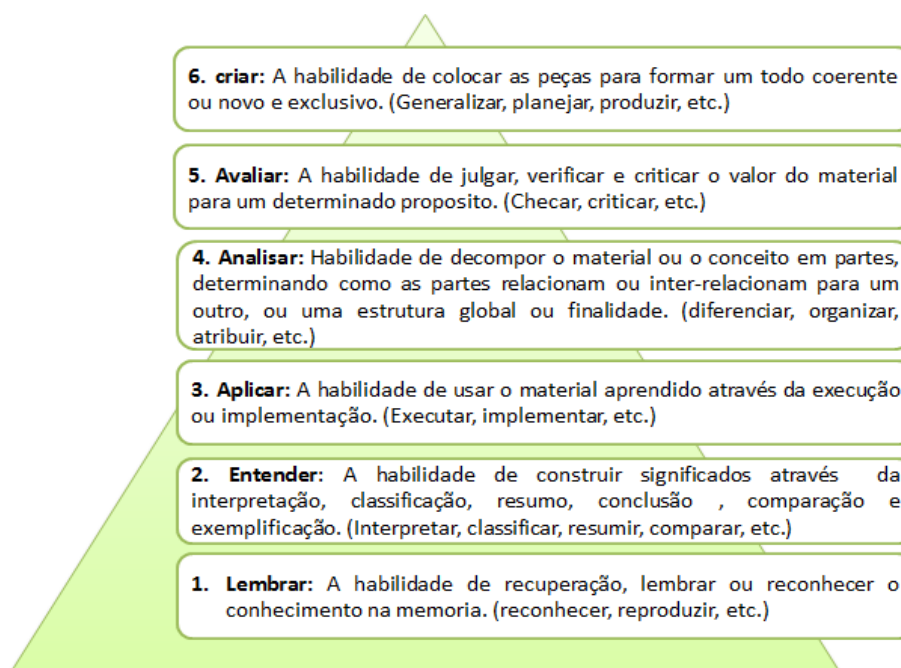 6. criar: A habilidade de colocar as peças para formar um todo coerente
ou novo e exclusivo. (Generalizar, planejar, produzir, etc.)
5. Avaliar: A habilidade de julgar, verificar e criticar o valor do material
para um determinado proposito. (Checar, criticar, etc.)
4. Analisar: Habilidade de decompor o material ou o conceito em partes,
determinando como as partes relacionam ou inter-relacionam para um
outro, ou uma estrutura global ou finalidade. (diferenciar, organizar,
atribuir, etc.)
3. Aplicar: A habilidade de usar o material aprendido através da execução
ou implementação. (Executar, implementar, etc.)
2. Entender: A habilidade de construir significados através da
interpretação, classificação, resumo, conclusão , comparação e
exemplificação. (Interpretar, classificar, resumir, comparar, etc.)
1. Lembrar: A habilidade de recuperação, lembrar ou reconhecer o
conhecimento na memoria. (reconhecer, reproduzir, etc.)